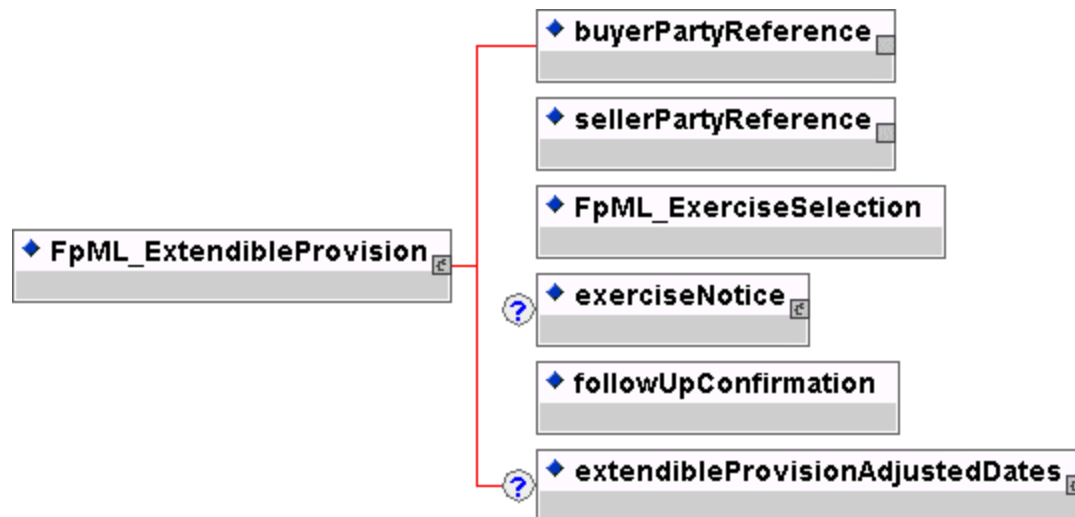 buyerPartyReference
sellerPartyReference
FpML_ExerciseSelection
FpML_ExtendibleProvision
? exerciseNotice
followUpConfirmation
? extendibleProvisionAdjustedDates